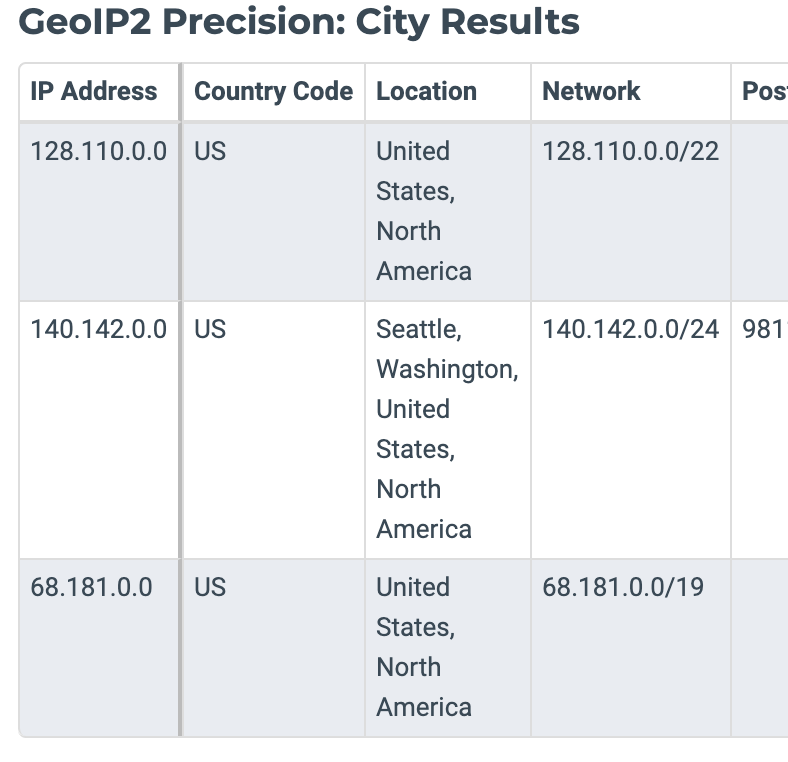 GeoIP2 Precision: City Results
IP Address Country Code Location Network Pos
128.110.0.0 US United 128.110.0.0/22
States,
North
America
140.142.0.0 US Seattle, 140.142.0.0/24 981
Washington,
United
States,
North
America
68.181.0.0 US United 68.181.0.0/19
States,
North
America